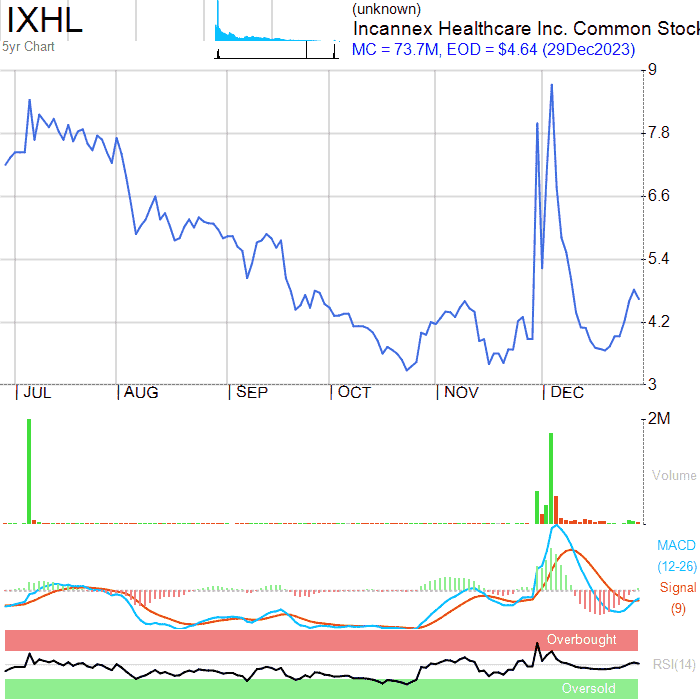 IXHL
5yr Chart
(unknown)
Incannex Healthcare Inc. Common Stock
MC = 73.7M, EOD = $4.64 (29Dec2023)
9
7.8
6.6
5.4
4.2
3
JUL AUG SEP OCT NOV DEC
2M
Volume
MACD
(12-26)
Signal
(9)
Overbought
RSI(14)
Oversold